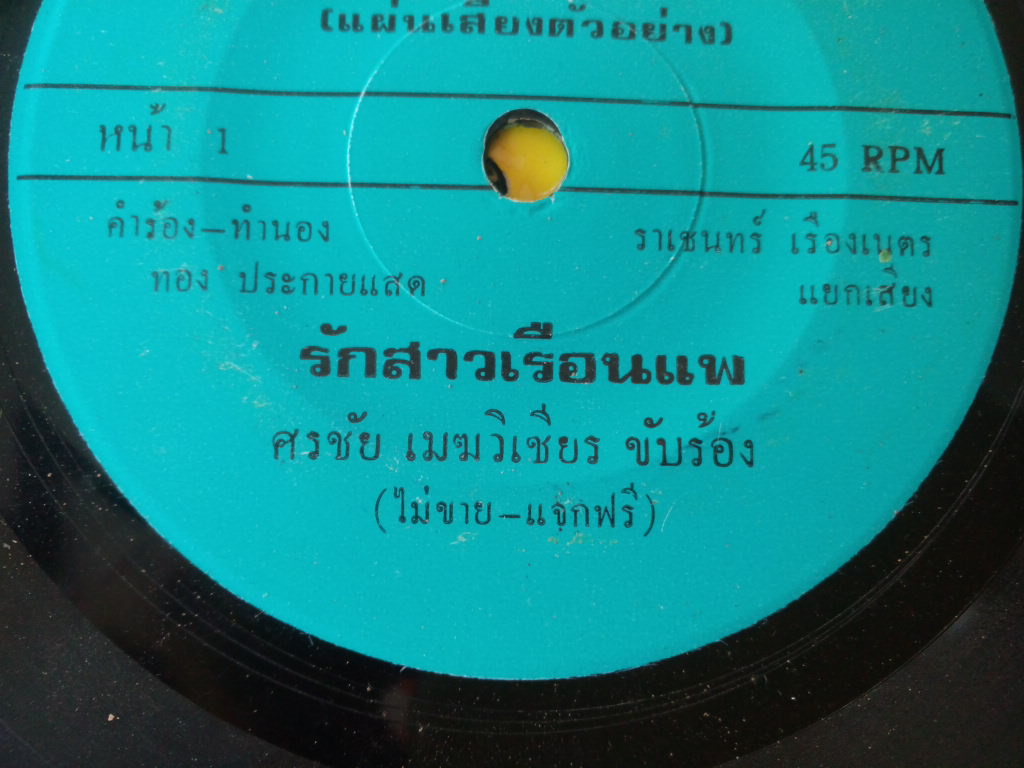 (แผ่นเสียงตัวอย่าง)
หน้า 1
45 RPM
คำร้อง-ทำนอง
ทอง ประกายแสด
ราเชนทร์ เรืองเนตร
แยกเสียง
รักสาวเรือนแพ
ศรชัย เมฆวิเชียร ขับร้อง
(ไม่ขาย-แจกฟรี)